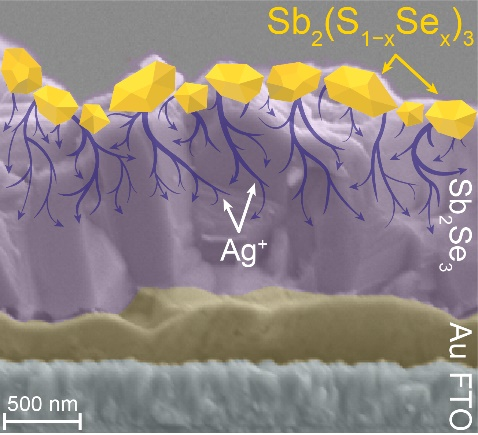 Sb₂(S₁₋ₓSeₓ)₃
Ag⁺
Sb₂Se₃
Au
FTO
500 nm